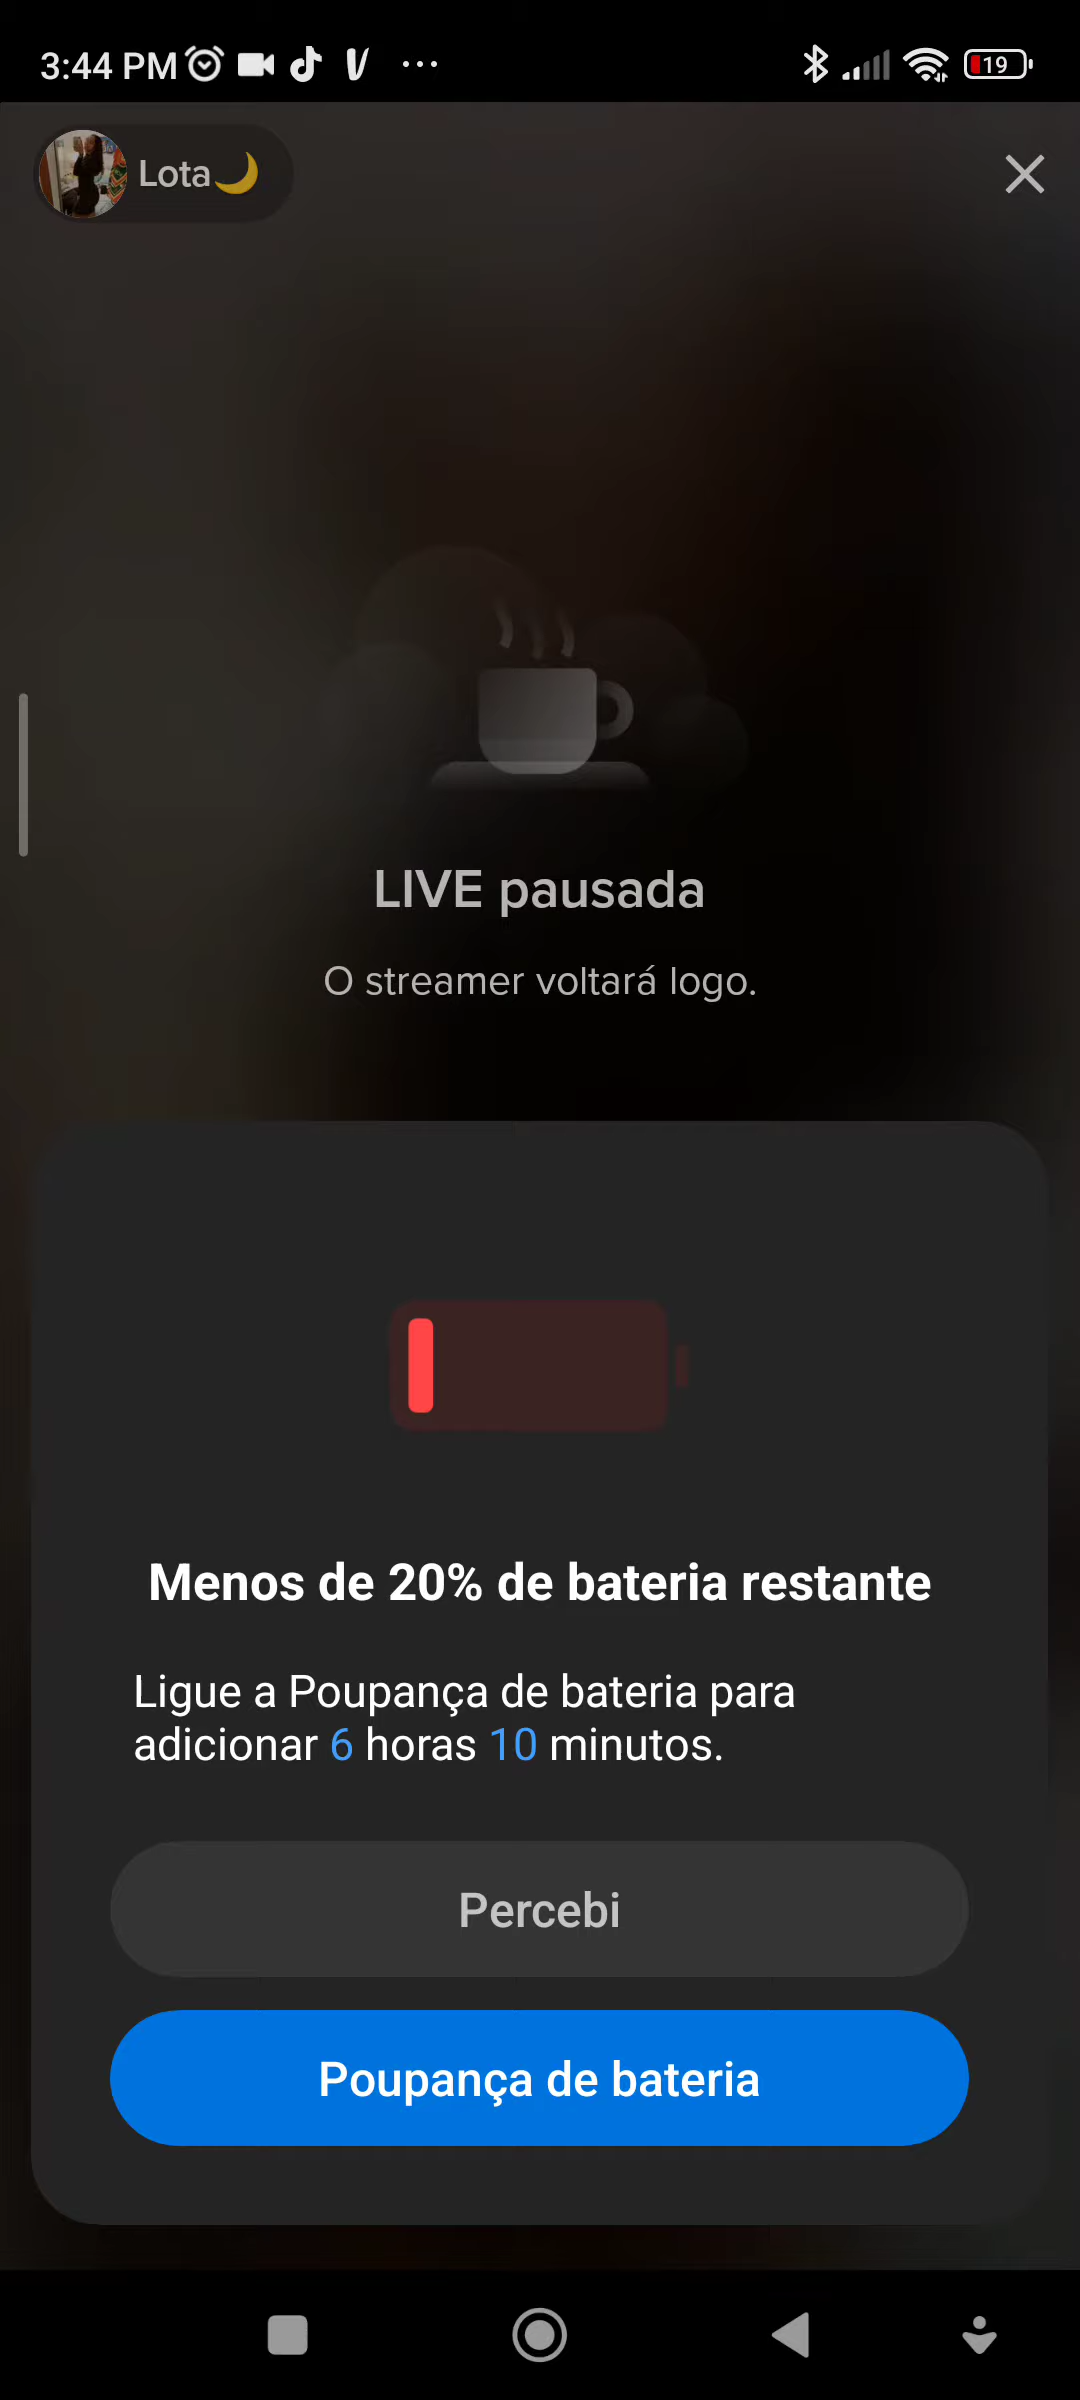 3:44 PM
19
Lota🌙
LIVE pausada
O streamer voltará logo.
Menos de 20% de bateria restante
Ligue a Poupança de bateria para
adicionar 6 horas 10 minutos.
Percebi
Poupança de bateria